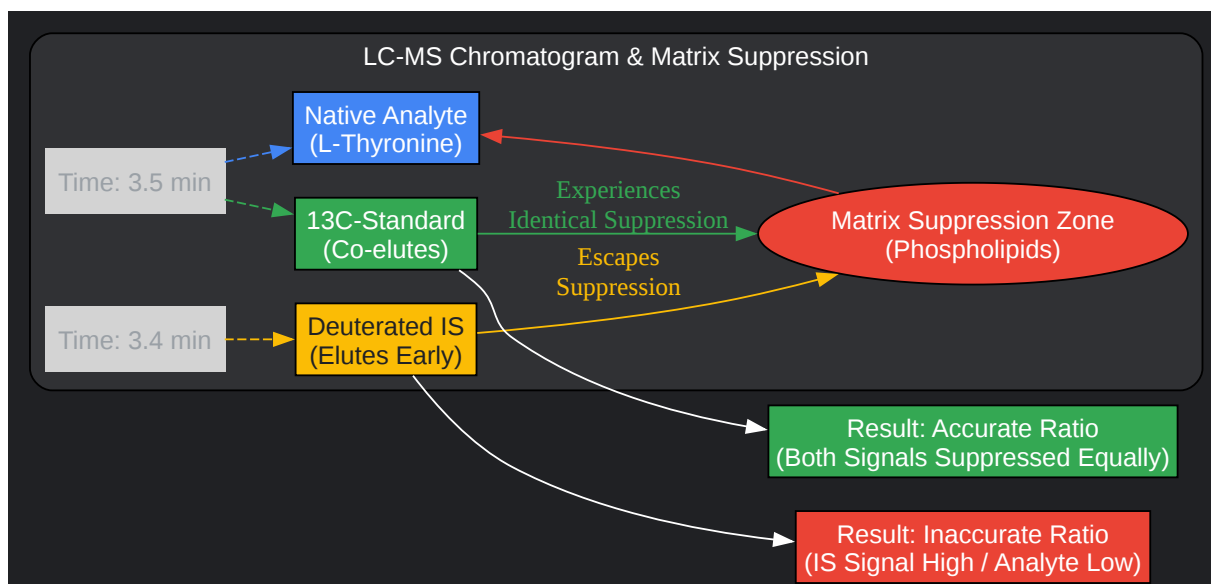 LC-MS Chromatogram & Matrix Suppression
Native Analyte
(L-Thyronine)
Time: 3.5 min
13C-Standard
(Co-elutes)
Experiences
Identical Suppression
Matrix Suppression Zone
(Phospholipids)
Escapes
Suppression
Time: 3.4 min
Deuterated IS
(Elutes Early)
Result: Accurate Ratio
(Both Signals Suppressed Equally)
Result: Inaccurate Ratio
(IS Signal High / Analyte Low)